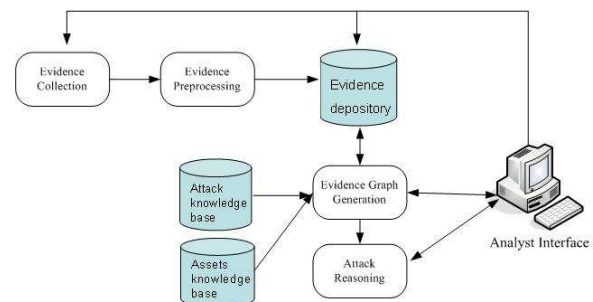 Evidence
Collection
Evidence
Preprocessing
Evidence
depository
Attack
knowledge
base
Evidence Graph
Generation
Analyst Interface
Assets
knowledge
base
Attack
Reasoning